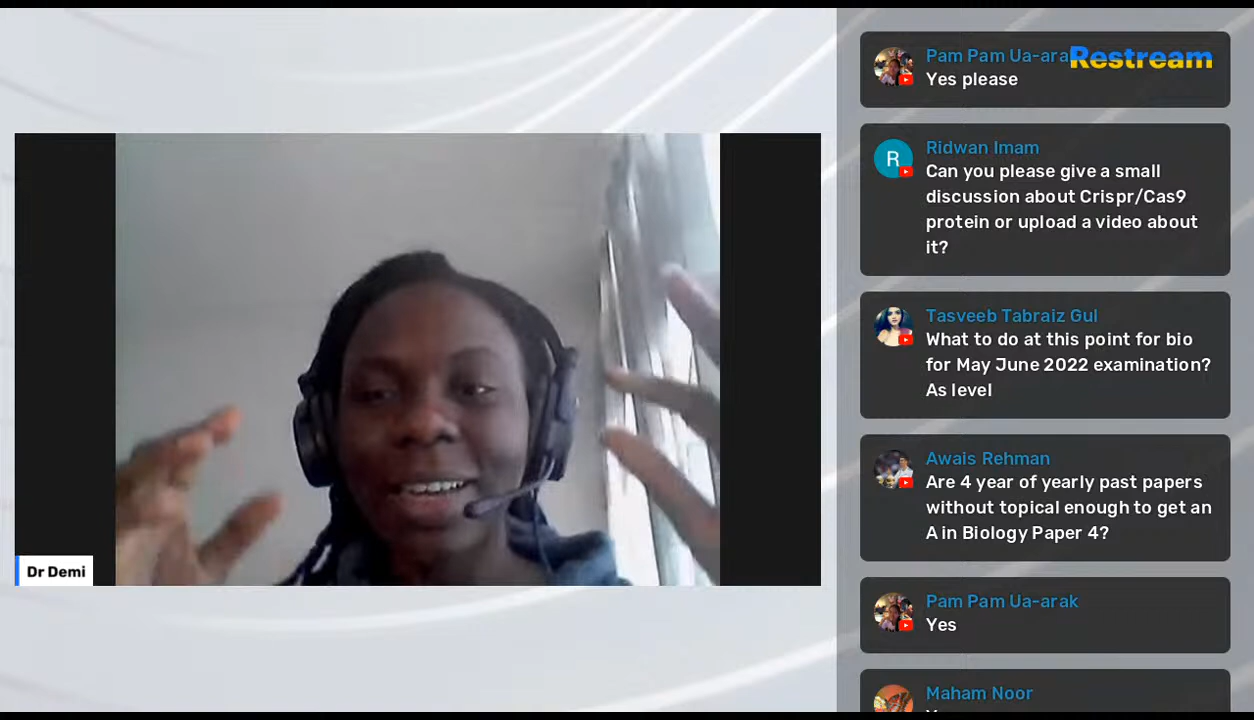 Pam Pam Ua-ara
Restream
Yes please
R
Ridwan Imam
Can you please give a small
discussion about Crispr/Cas9
protein or upload a video about
it?
Tasveeb Tabraiz Gul
What to do at this point for bio
for May June 2022 examination?
As level
Awais Rehman
Are 4 year of yearly past papers
without topical enough to get an
A in Biology Paper 4?
Pam Pam Ua-arak
Yes
Maham Noor
Dr Demi